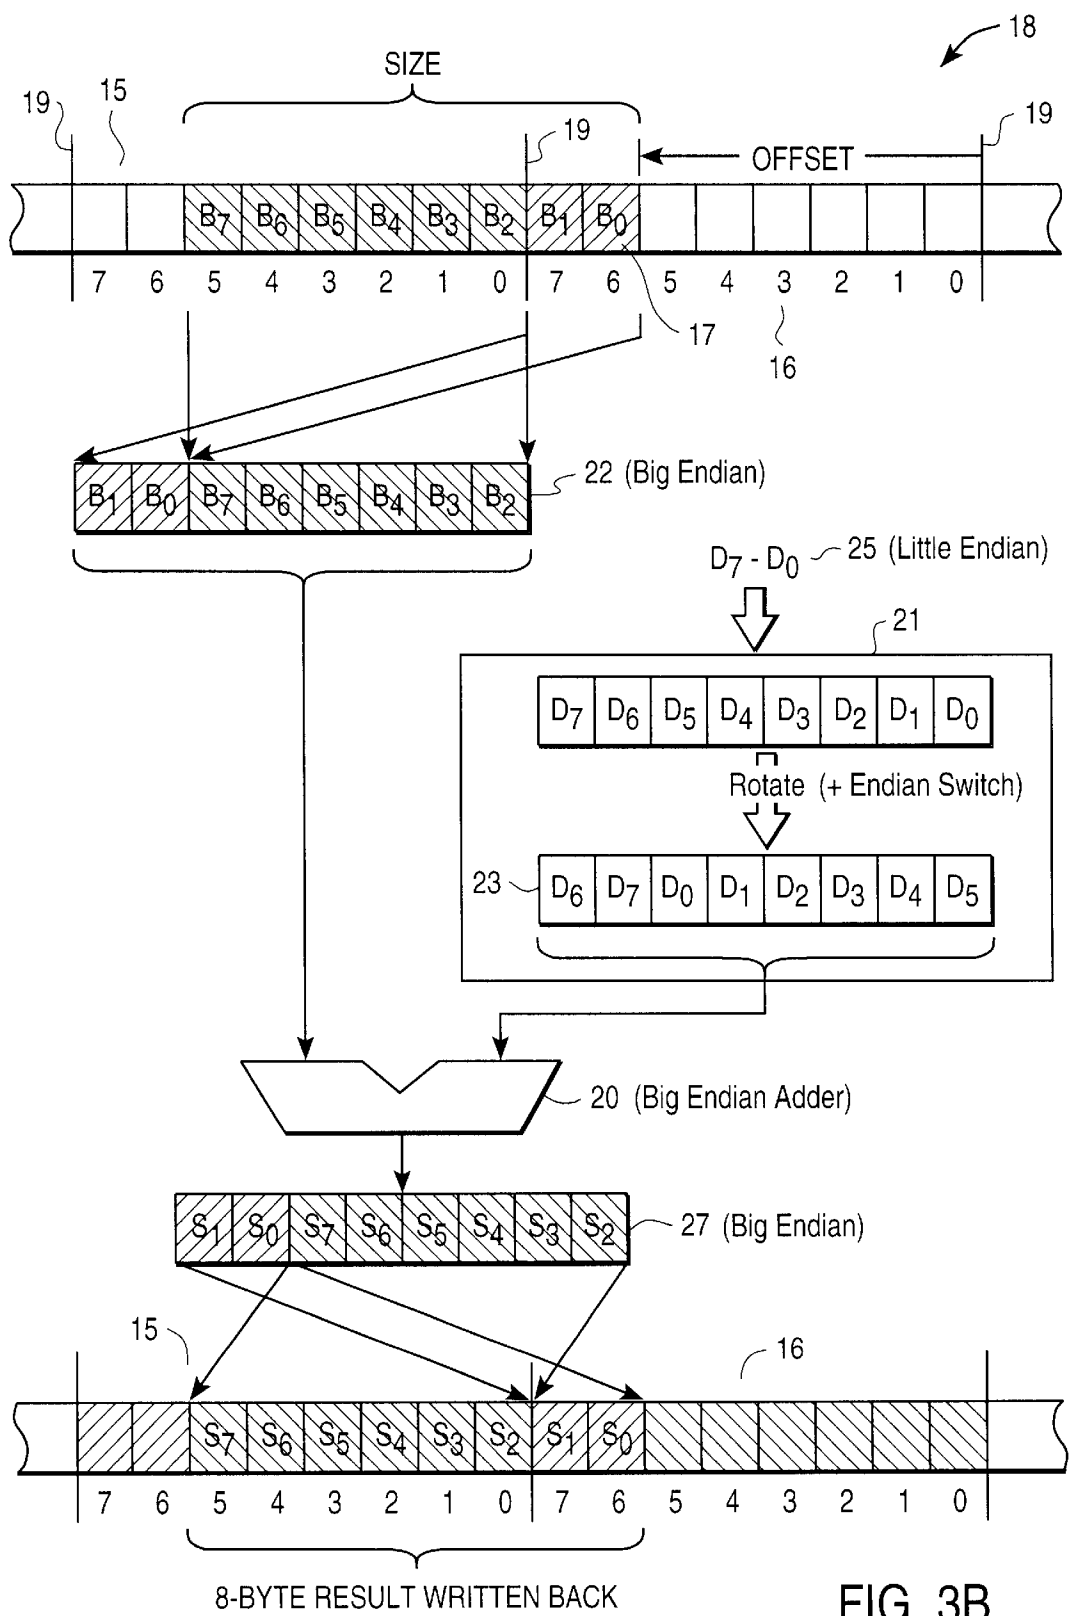 18
SIZE
19 15 19 19
OFFSET
B7 B6 B5 B4 B3 B2 B1 B0
7 6 5 4 3 2 1 0 7 6 5 4 3 2 1 0
17
16
B1 B0 B7 B6 B5 B4 B3 B2
22 (Big Endian)
D7 - D0 25 (Little Endian)
21
D7 D6 D5 D4 D3 D2 D1 D0
Rotate (+ Endian Switch)
23 D6 D7 D0 D1 D2 D3 D4 D5
20 (Big Endian Adder)
S1 S0 S7 S6 S5 S4 S3 S2
27 (Big Endian)
15 16
S7 S6 S5 S4 S3 S2 S1 S0
7 6 5 4 3 2 1 0 7 6 5 4 3 2 1 0
8-BYTE RESULT WRITTEN BACK
FIG. 3B